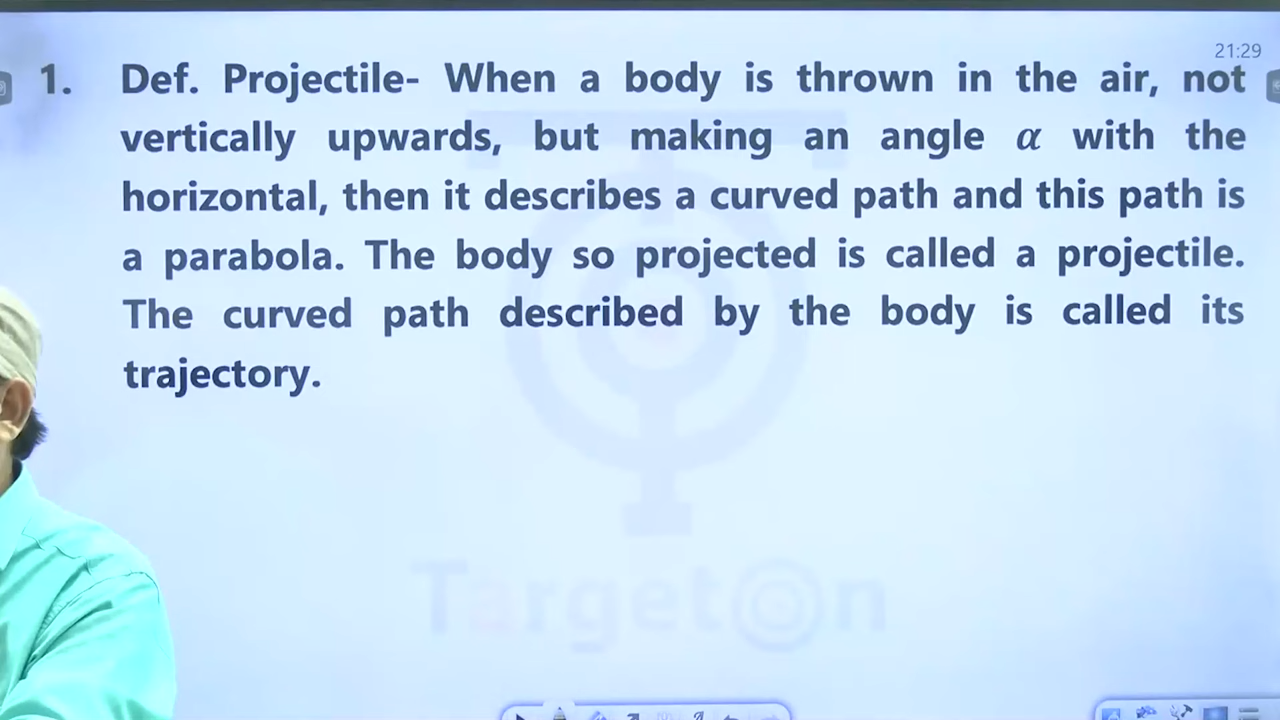 21:29
1. Def. Projectile- When a body is thrown in the air, not
vertically upwards, but making an angle α with the
horizontal, then it describes a curved path and this path is
a parabola. The body so projected is called a projectile.
The curved path described by the body is called its
trajectory.
TargetOn